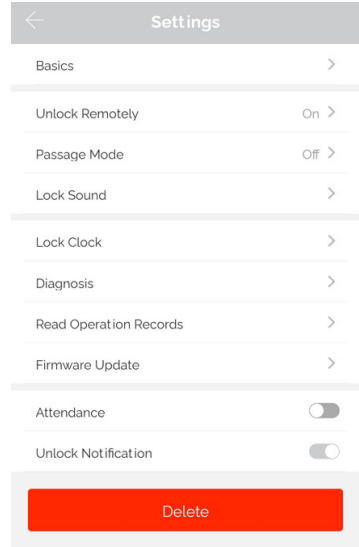 Settings
Basics
Unlock Remotely On
Passage Mode Off
Lock Sound
Lock Clock
Diagnosis
Read Operation Records
Firmware Update
Attendance
Unlock Notification
Delete